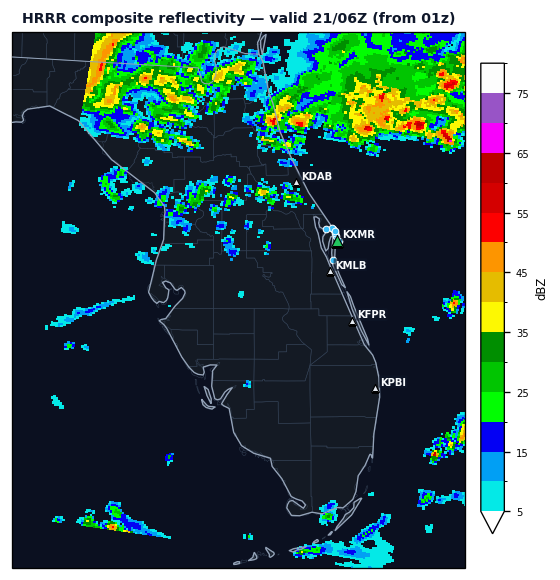 HRRR composite reflectivity — valid 21/06Z (from 01z)
KDAB
KXMR
KMLB
KFPR
KPBI
75
65
55
45
35
25
15
5
dBZ